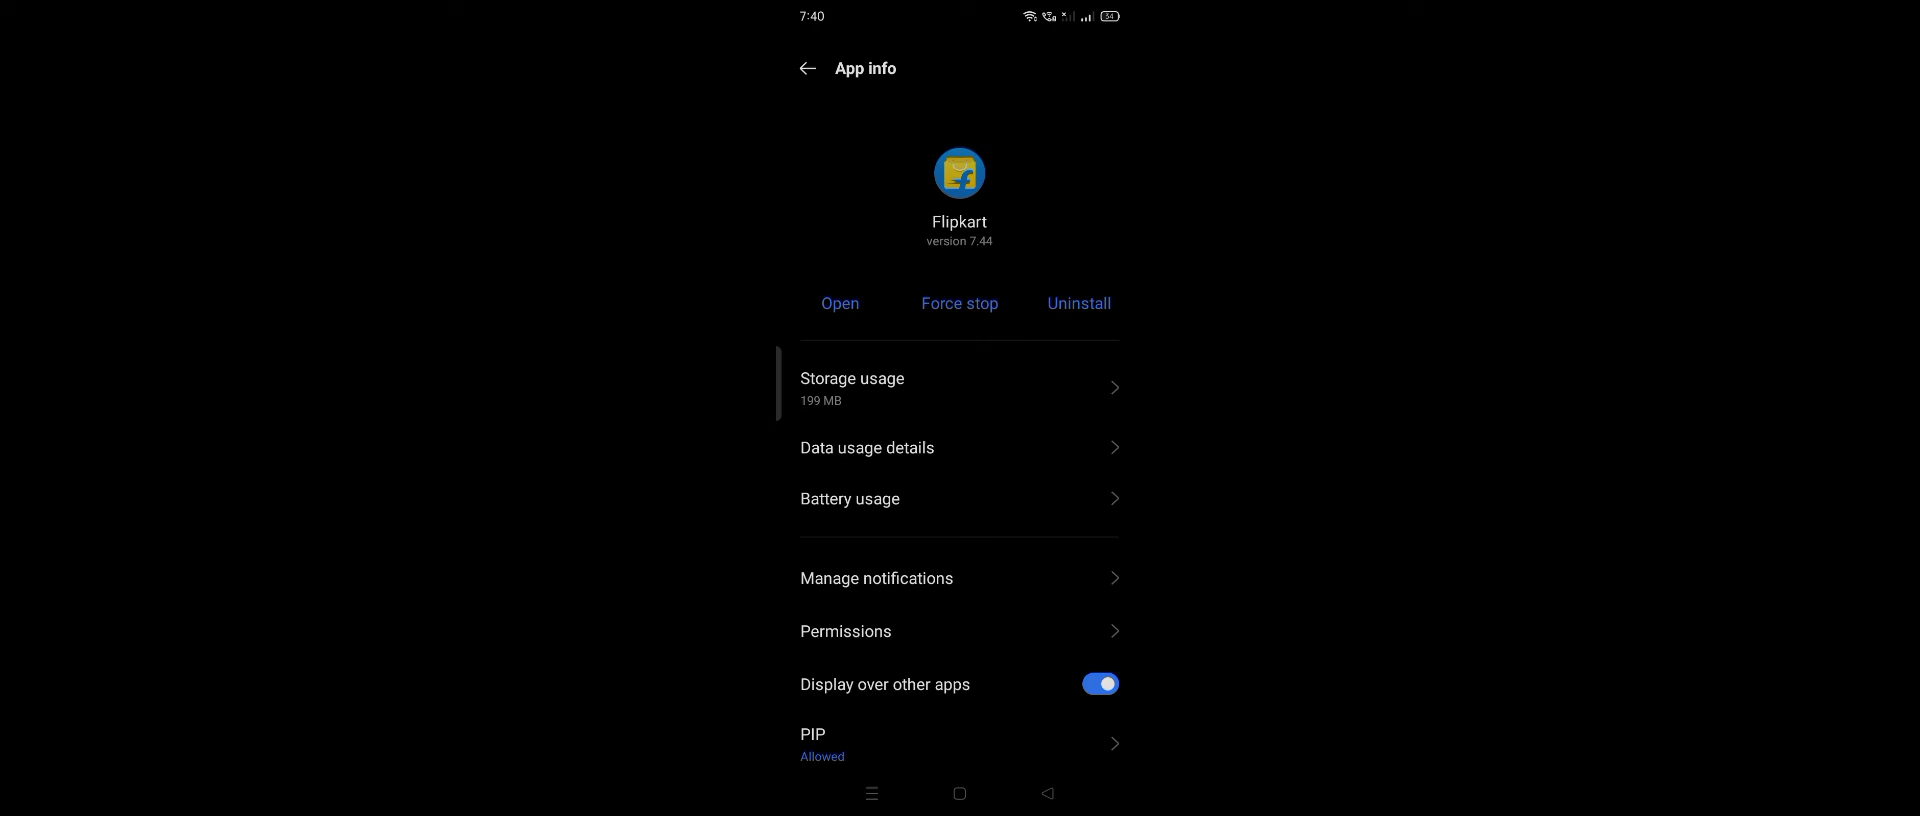 7:40
34
App info
Flipkart
version 7.44
Open
Force stop
Uninstall
Storage usage
199 MB
Data usage details
Battery usage
Manage notifications
Permissions
Display over other apps
PIP
Allowed